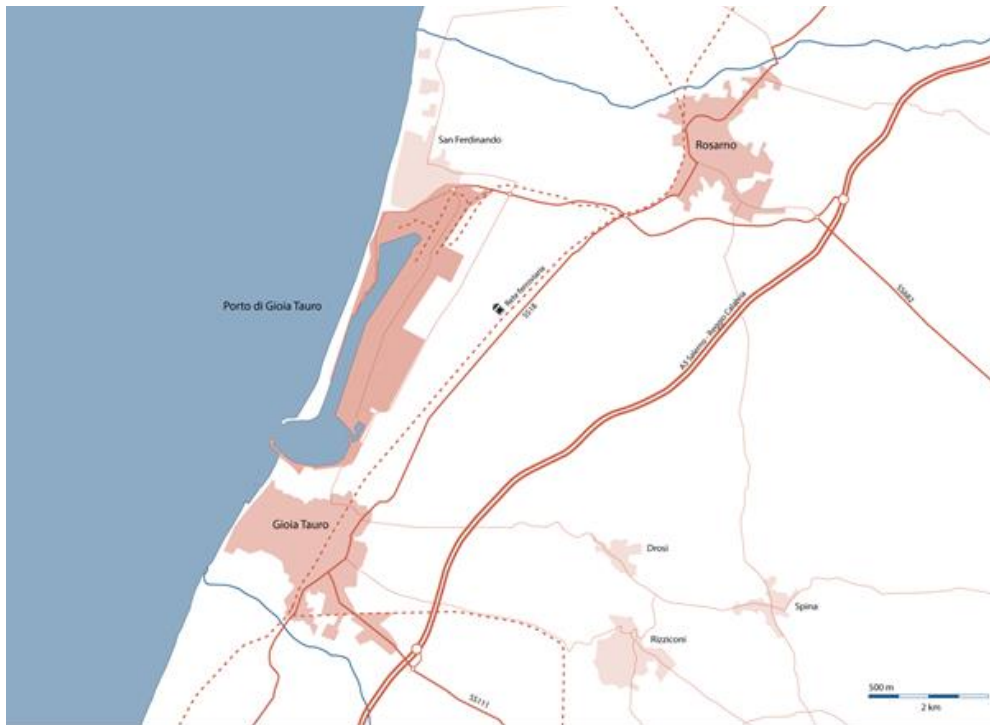 San Ferdinando
Rosarno
Porto di Gioia Tauro
Rete ferroviarie
SS18
SS682
A3 Salerno - Reggio Calabria
Gioia Tauro
Drosi
Spina
Rizziconi
SS111
500 m
2 km